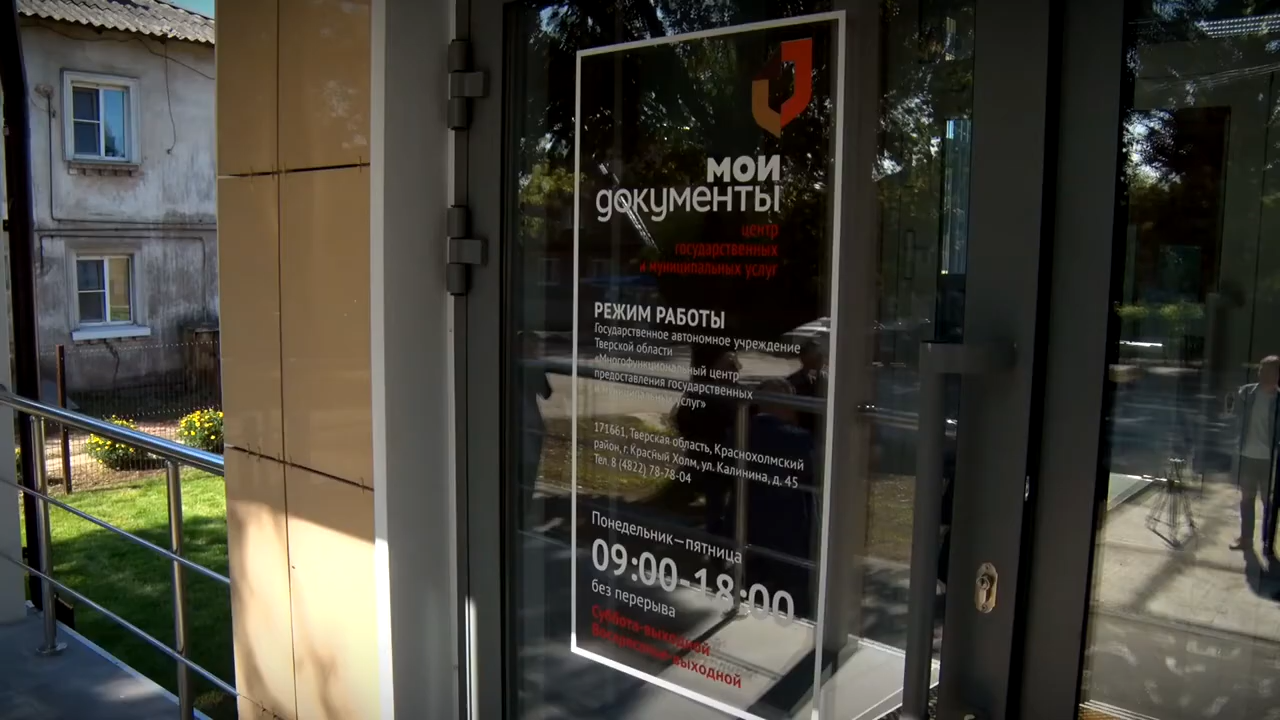 мои
документы
центр
государственных
и муниципальных услуг
РЕЖИМ РАБОТЫ
Государственное автономное учреждение
Тверской области
«Многофункциональный центр
предоставления государственных
и муниципальных услуг»
171661, Тверская область, Краснохолмский
район, г. Красный Холм, ул. Калинина, д. 45
Тел. 8 (4822) 78-78-04
Понедельник—пятница
09:00-18:00
без перерыва
Суббота-выходной
Воскресенье-выходной